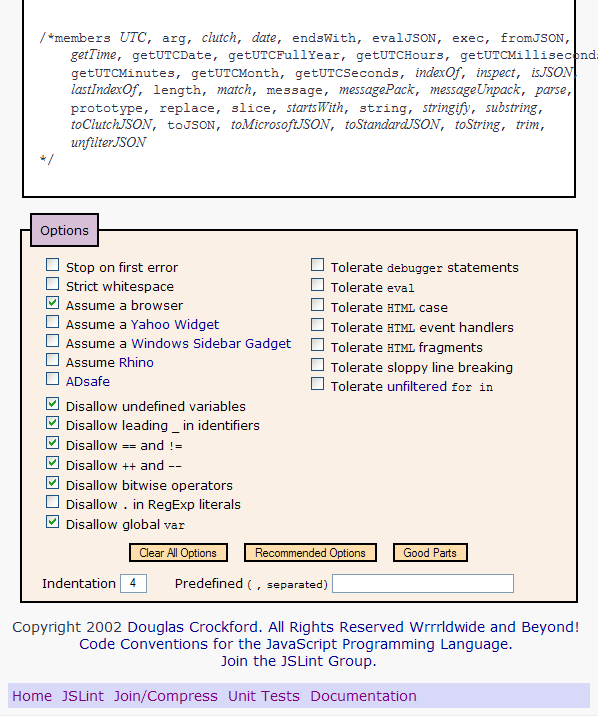 /*members UTC, arg, clutch, date, endsWith, evalJSON, exec, fromJSON,
getTime, getUTCDate, getUTCFullYear, getUTCHours, getUTCMilliseconds
getUTCMinutes, getUTCMonth, getUTCSeconds, indexOf, inspect, isJSON,
lastIndexOf, length, match, message, messagePack, messageUnpack, parse,
prototype, replace, slice, startsWith, string, stringify, substring,
toClutchJSON, toJSON, toMicrosoftJSON, toStandardJSON, toString, trim,
unfilterJSON
*/
Options
Stop on first error
Strict whitespace
Assume a browser
Assume a Yahoo Widget
Assume a Windows Sidebar Gadget
Assume Rhino
ADsafe
Disallow undefined variables
Disallow leading _ in identifiers
Disallow == and !=
Disallow ++ and --
Disallow bitwise operators
Disallow . in RegExp literals
Disallow global var
Tolerate debugger statements
Tolerate eval
Tolerate HTML case
Tolerate HTML event handlers
Tolerate HTML fragments
Tolerate sloppy line breaking
Tolerate unfiltered for in
Clear All Options Recommended Options Good Parts
Indentation 4 Predefined ( , separated)
Copyright 2002 Douglas Crockford. All Rights Reserved Wrrrldwide and Beyond!
Code Conventions for the JavaScript Programming Language.
Join the JSLint Group.
Home JSLint Join/Compress Unit Tests Documentation